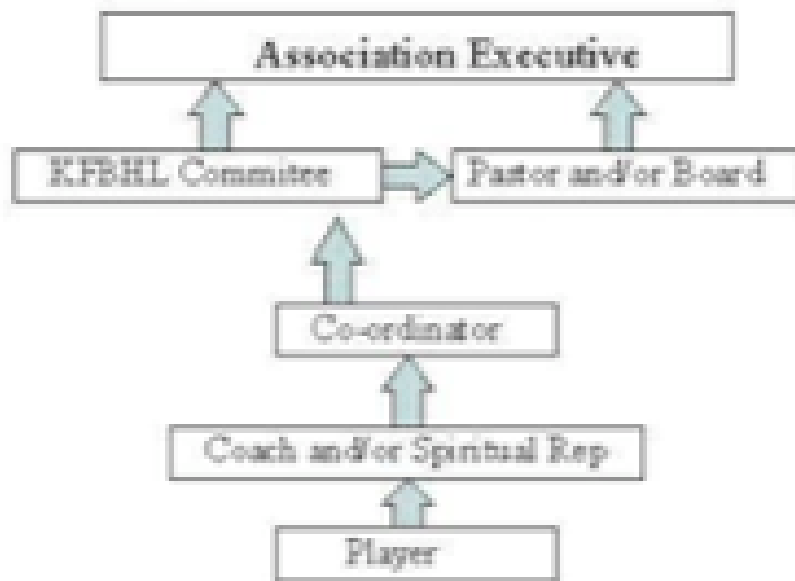 Association Executive
KFBHL Commitee
Pastor and/or Board
Co-ordinator
Coach and/or Spiritual Rep
Player